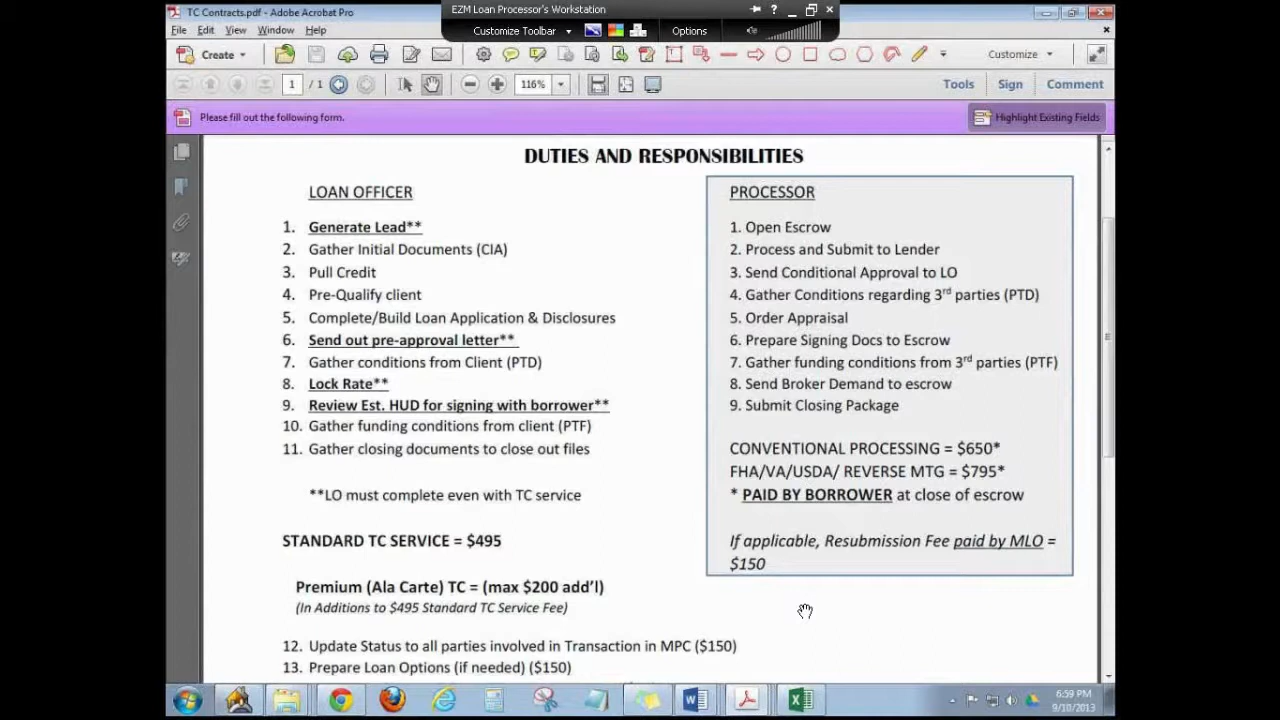 TC Contracts.pdf - Adobe Acrobat Pro
EZM Loan Processor's Workstation
File Edit View Window Help
Customize Toolbar Options
Create
Customize
1 / 1
116%
Tools Sign Comment
Please fill out the following form.
Highlight Existing Fields
DUTIES AND RESPONSIBILITIES
LOAN OFFICER
1. Generate Lead**
2. Gather Initial Documents (CIA)
3. Pull Credit
4. Pre-Qualify client
5. Complete/Build Loan Application & Disclosures
6. Send out pre-approval letter**
7. Gather conditions from Client (PTD)
8. Lock Rate**
9. Review Est. HUD for signing with borrower**
10. Gather funding conditions from client (PTF)
11. Gather closing documents to close out files
**LO must complete even with TC service
STANDARD TC SERVICE = $495
Premium (Ala Carte) TC = (max $200 add'l)
(In Additions to $495 Standard TC Service Fee)
12. Update Status to all parties involved in Transaction in MPC ($150)
13. Prepare Loan Options (if needed) ($150)
PROCESSOR
1. Open Escrow
2. Process and Submit to Lender
3. Send Conditional Approval to LO
4. Gather Conditions regarding 3rd parties (PTD)
5. Order Appraisal
6. Prepare Signing Docs to Escrow
7. Gather funding conditions from 3rd parties (PTF)
8. Send Broker Demand to escrow
9. Submit Closing Package
CONVENTIONAL PROCESSING = $650*
FHA/VA/USDA/ REVERSE MTG = $795*
* PAID BY BORROWER at close of escrow
If applicable, Resubmission Fee paid by MLO =
$150
6:59 PM
9/10/2013